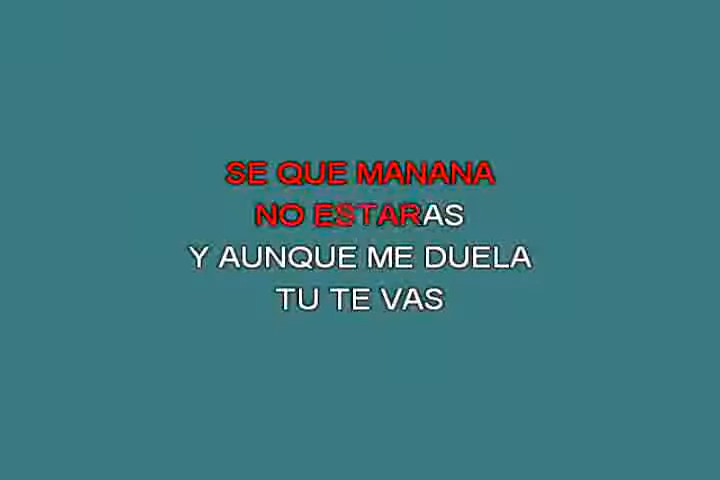 SE QUE MANANA
NO ESTARAS
Y AUNQUE ME DUELA
TU TE VAS